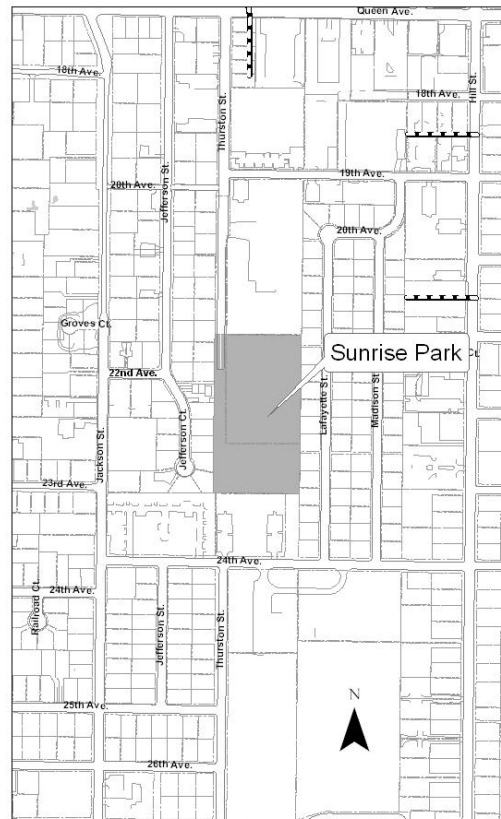 Queen Ave.
18th Ave.
Thurston St.
18th Ave.
Hill St.
19th Ave.
20th Ave.
Jefferson St.
20th Ave.
Groves Ct.
Sunrise Park
22nd Ave.
Lafayette St.
Madison St.
Jefferson Ct.
Jackson St.
23rd Ave.
24th Ave.
24th Ave.
Railroad Ct.
Jefferson St.
Thurston St.
25th Ave.
N
26th Ave.